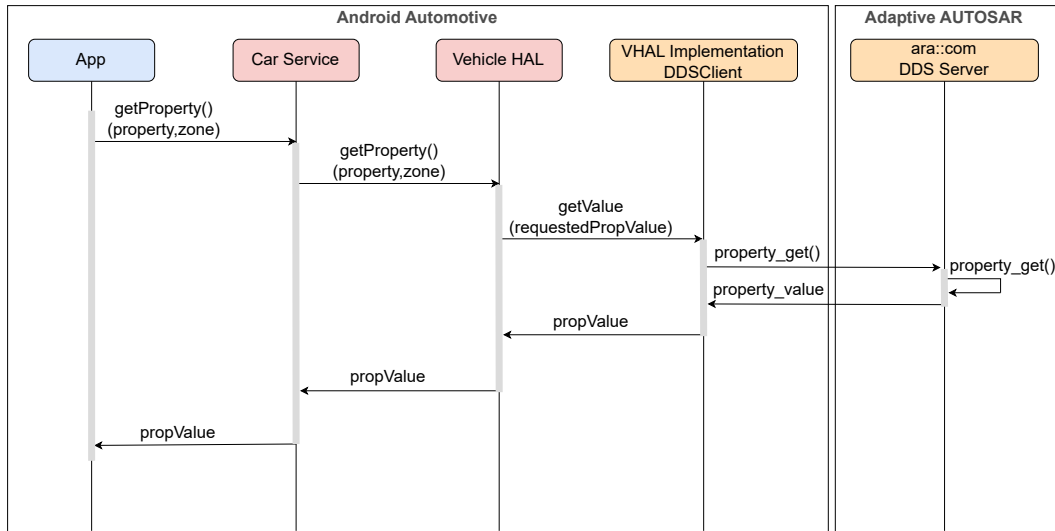 Android Automotive
Adaptive AUTOSAR
App
Car Service
Vehicle HAL
VHAL Implementation
DDSClient
ara::com
DDS Server
getProperty()
(property,zone)
getProperty()
(property,zone)
getValue
(requestedPropValue)
property_get()
property_get()
property_value
propValue
propValue
propValue